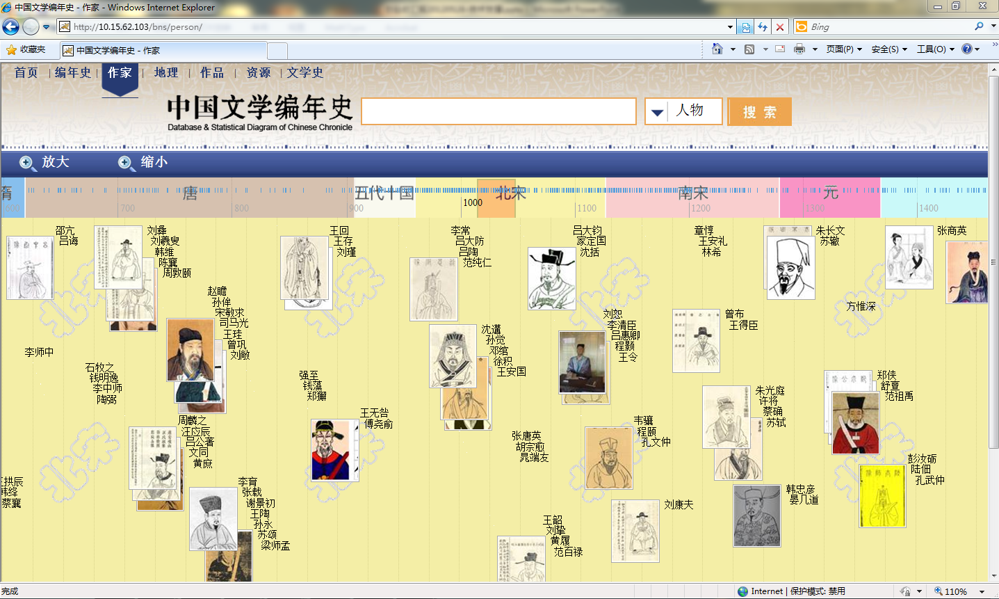 中国文学编年史 - 作家 - Windows Internet Explorer
http://10.15.62.103/bns/person/
Bing
收藏夹
中国文学编年史 - 作家
页面(P)
安全(S)
工具(O)
首页 | 编年史 | 作家 | 地理 | 作品 | 资源 | 文学史
中国文学编年史
Database & Statistical Diagram of Chinese Chronicle
人物
搜 索
放大
缩小
隋
唐
五代十国
北宋
南宋
元
600
700
800
900
1000
1100
1200
1300
1400
邵亢
吕诲
刘彝
刘羲叟
韩维
陈襄
周敦颐
王回
王存
刘瑾
李常
吕大防
吕陶
范纯仁
吕大钧
家定国
沈括
章惇
王安礼
林希
朱长文
苏辙
张商英
赵瞻
孙侔
宋敏求
司马光
王珪
曾巩
刘敞
方惟深
刘恕
李清臣
吕惠卿
程颢
王令
曾布
王得臣
沈遘
孙觉
邓绾
徐积
王安国
李师中
石牧之
钱明逸
李中师
陶弼
强至
钱藻
郑獬
郑侠
舒亶
范祖禹
朱光庭
许将
蔡确
苏轼
王无咎
傅尧俞
周麟之
汪应辰
吕公著
文同
黄庶
韦骧
程颐
孔文仲
张唐英
胡宗愈
晁端友
彭汝砺
陆佃
孔武仲
王拱辰
韩绛
蔡襄
李育
张载
谢景初
王陶
孙永
苏颂
梁师孟
韩忠彦
晏几道
刘康夫
王韶
刘挚
黄履
范百禄
完成
Internet | 保护模式: 禁用
110%